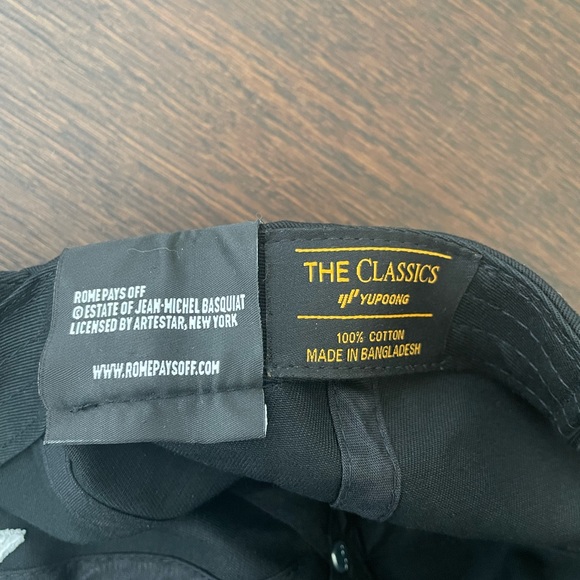 ROME PAYS OFF
© ESTATE OF JEAN-MICHEL BASQUIAT
LICENSED BY ARTESTAR, NEW YORK
WWW.ROMEPAYSOFF.COM
THE CLASSICS
YUPOONG
100% COTTON
MADE IN BANGLADESH